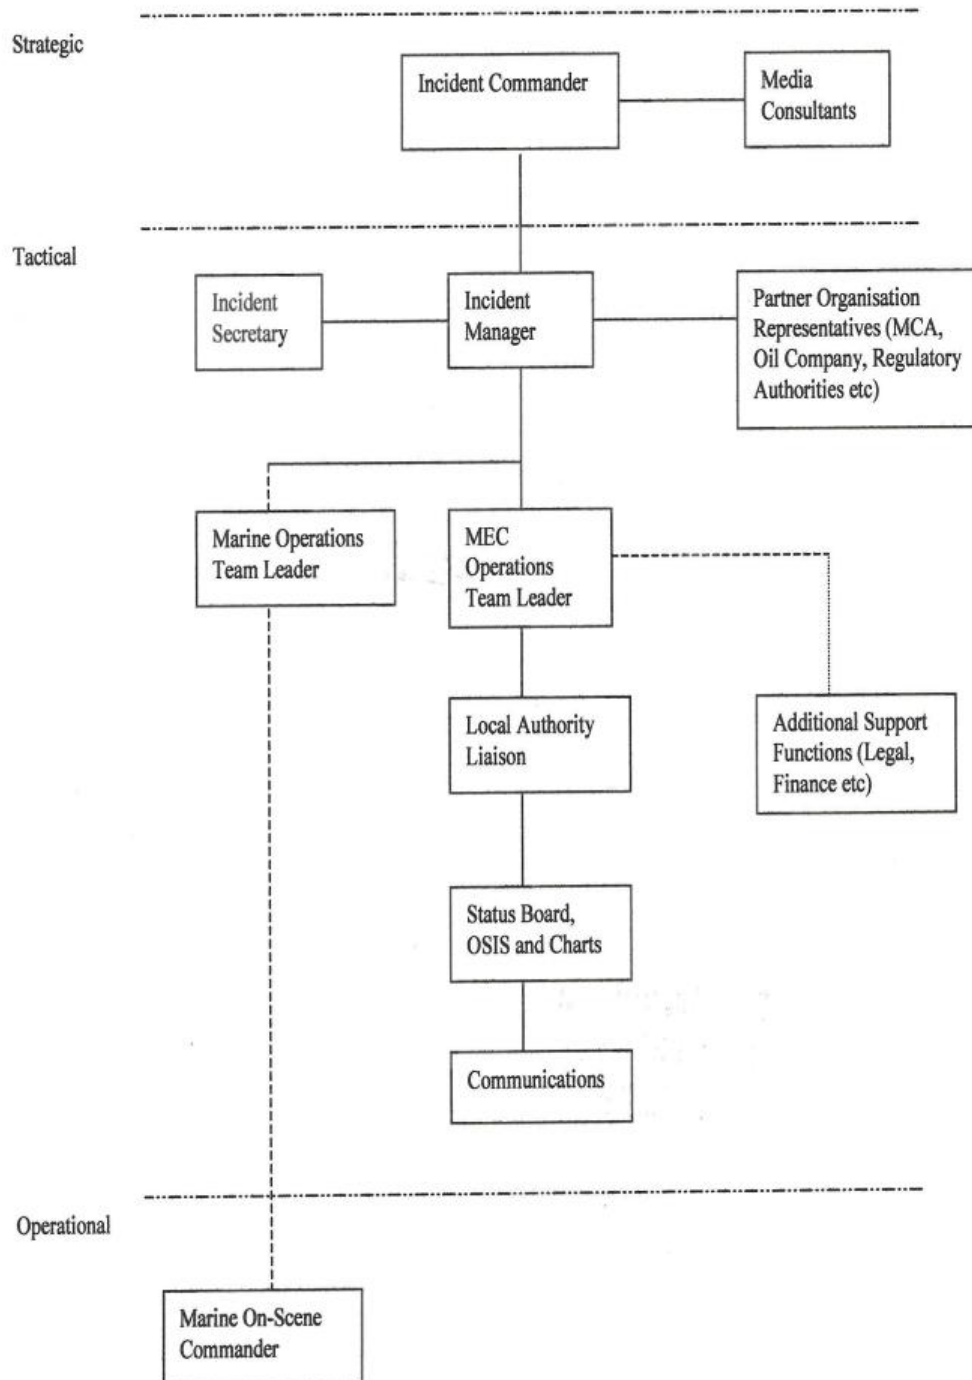 Strategic
Incident Commander
Media
Consultants
Tactical
Incident
Secretary
Incident
Manager
Partner Organisation
Representatives (MCA,
Oil Company, Regulatory
Authorities etc)
Marine Operations
Team Leader
MEC
Operations
Team Leader
Local Authority
Liaison
Additional Support
Functions (Legal,
Finance etc)
Status Board,
OSIS and Charts
Communications
Operational
Marine On-Scene
Commander